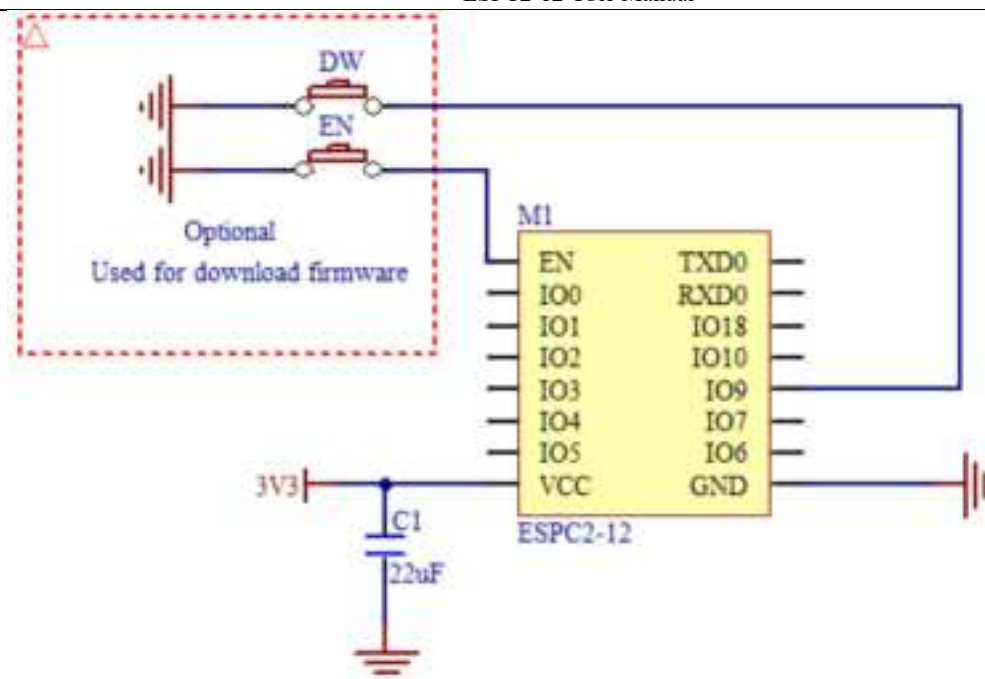 DW
EN
Optional
Used for download firmware
M1
EN
IO0
IO1
IO2
IO3
IO4
IO5
VCC
TXD0
RXD0
IO18
IO10
IO9
IO7
IO6
GND
ESPC2-12
3V3
C1
22uF